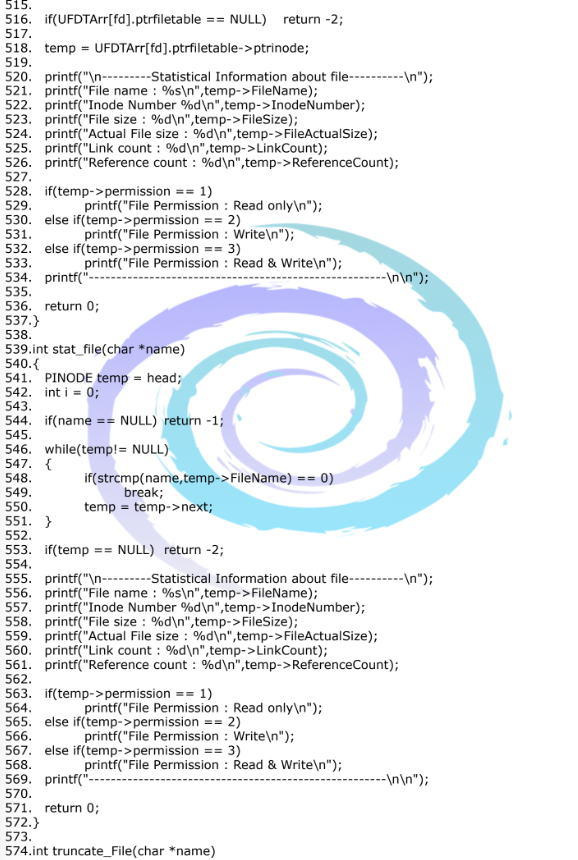 515.
516. if(UFDTArr[fd].ptrfiletable == NULL) return -2;
517.
518. temp = UFDTArr[fd].ptrfiletable->ptrinode;
519.
520. printf("\n---------Statistical Information about file----------\n");
521. printf("File name : %s\n",temp->FileName);
522. printf("Inode Number %d\n",temp->InodeNumber);
523. printf("File size : %d\n",temp->FileSize);
524. printf("Actual File size : %d\n",temp->FileActualSize);
525. printf("Link count : %d\n",temp->LinkCount);
526. printf("Reference count : %d\n",temp->ReferenceCount);
527.
528. if(temp->permission == 1)
529. printf("File Permission : Read only\n");
530. else if(temp->permission == 2)
531. printf("File Permission : Write\n");
532. else if(temp->permission == 3)
533. printf("File Permission : Read & Write\n");
534. printf("------------------------------------------------------\n\n");
535.
536. return 0;
537.}
538.
539.int stat_file(char *name)
540.{
541. PINODE temp = head;
542. int i = 0;
543.
544. if(name == NULL) return -1;
545.
546. while(temp!= NULL)
547. {
548. if(strcmp(name,temp->FileName) == 0)
549. break;
550. temp = temp->next;
551. }
552.
553. if(temp == NULL) return -2;
554.
555. printf("\n---------Statistical Information about file----------\n");
556. printf("File name : %s\n",temp->FileName);
557. printf("Inode Number %d\n",temp->InodeNumber);
558. printf("File size : %d\n",temp->FileSize);
559. printf("Actual File size : %d\n",temp->FileActualSize);
560. printf("Link count : %d\n",temp->LinkCount);
561. printf("Reference count : %d\n",temp->ReferenceCount);
562.
563. if(temp->permission == 1)
564. printf("File Permission : Read only\n");
565. else if(temp->permission == 2)
566. printf("File Permission : Write\n");
567. else if(temp->permission == 3)
568. printf("File Permission : Read & Write\n");
569. printf("------------------------------------------------------\n\n");
570.
571. return 0;
572.}
573.
574.int truncate_File(char *name)